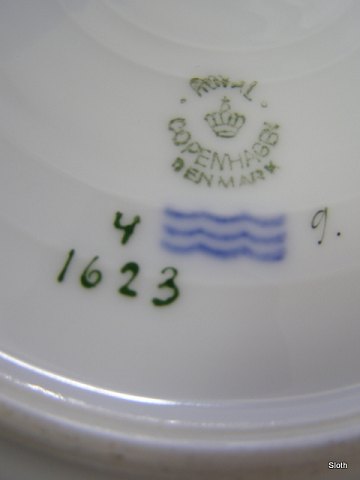 ROYAL
COPENHAGEN
DENMARK
4
9.
1623
Sloth